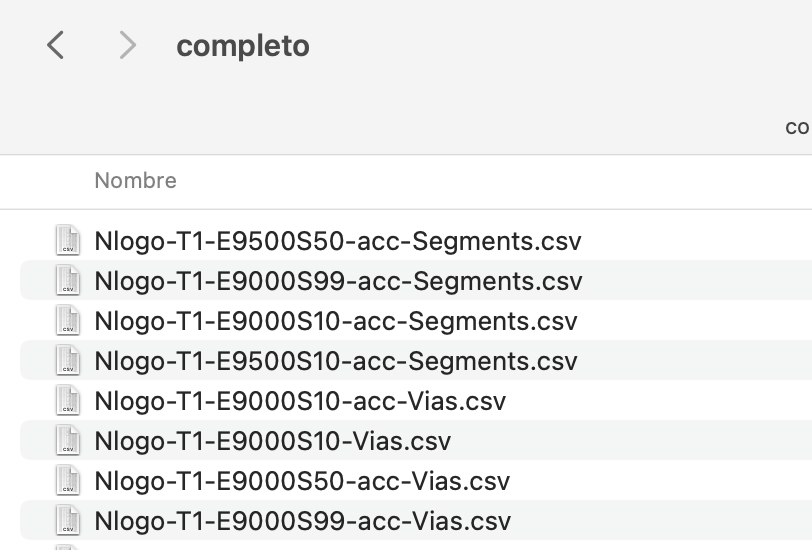 completo
co
Nombre
Nlogo-T1-E9500S50-acc-Segments.csv
Nlogo-T1-E9000S99-acc-Segments.csv
Nlogo-T1-E9000S10-acc-Segments.csv
Nlogo-T1-E9500S10-acc-Segments.csv
Nlogo-T1-E9000S10-acc-Vias.csv
Nlogo-T1-E9000S10-Vias.csv
Nlogo-T1-E9000S50-acc-Vias.csv
Nlogo-T1-E9000S99-acc-Vias.csv